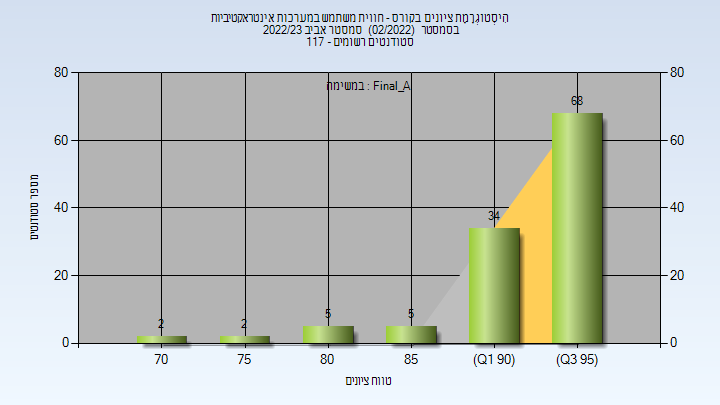 היסטוגרמת ציונים בקורס - חווית משתמש במערכות אינטראקטיביות
בסמסטר (02/2022) סמסטר אביב 2022/23
סטודנטים רשומים - 117
במשימה : Final_A
80
60
40
20
0
80
60
40
20
0
2
2
5
5
34
68
70
75
80
85
(Q1 90)
(Q3 95)
מספר סטודנטים
טווח ציונים